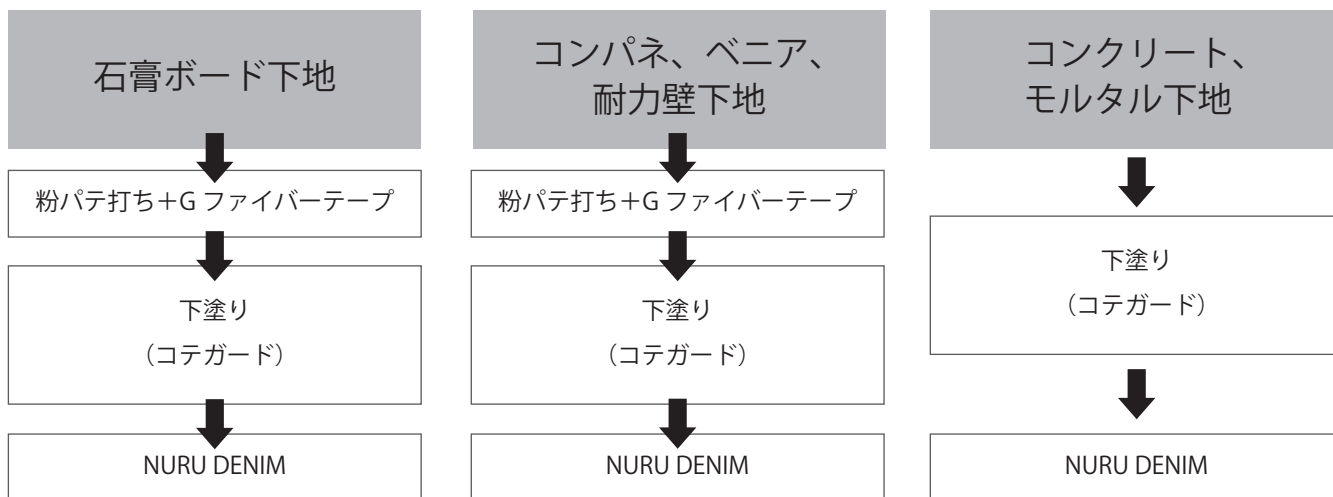 石膏ボード下地
粉パテ打ち+G ファイバーテープ
下塗り
(コテガード)
NURU DENIM
コンパネ、ベニア、
耐力壁下地
粉パテ打ち+G ファイバーテープ
下塗り
(コテガード)
NURU DENIM
コンクリート、
モルタル下地
下塗り
(コテガード)
NURU DENIM